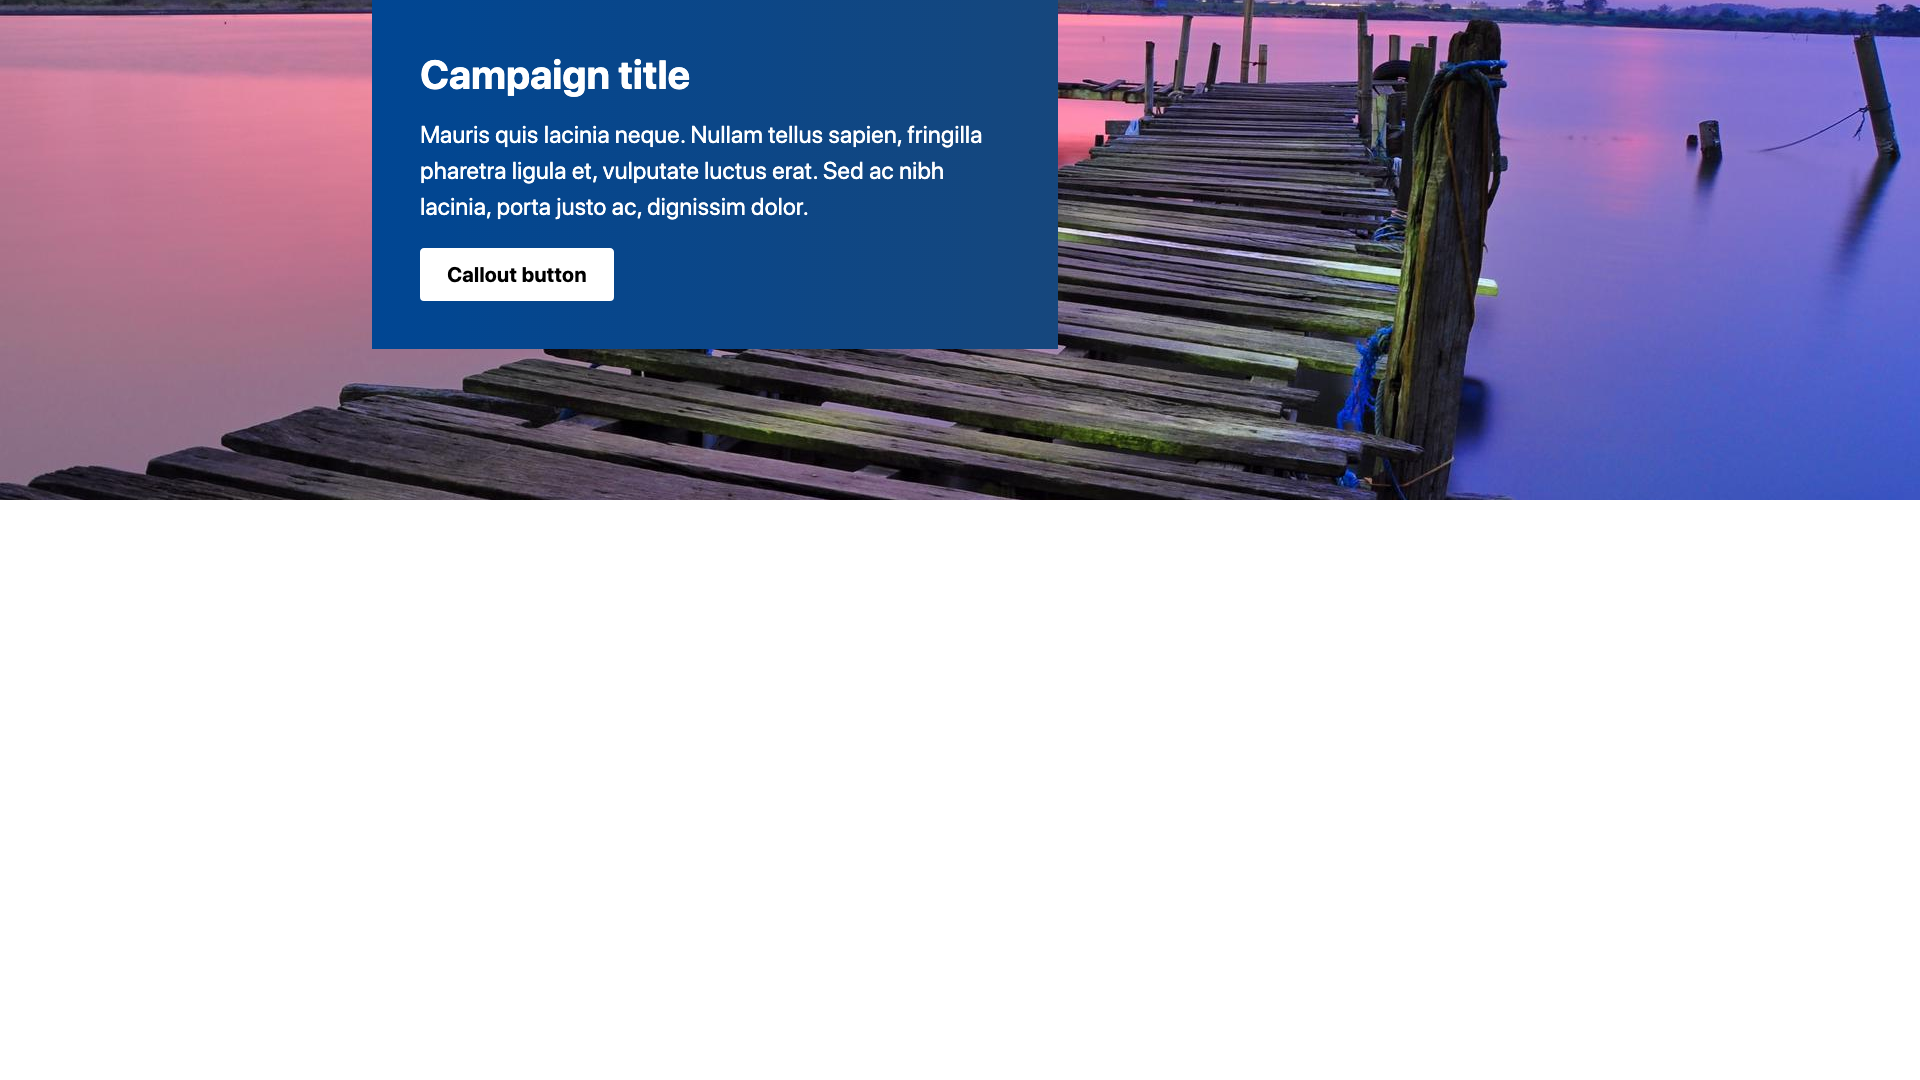 Campaign title
Mauris quis lacinia neque. Nullam tellus sapien, fringilla
pharetra ligula et, vulputate luctus erat. Sed ac nibh
lacinia, porta justo ac, dignissim dolor.
Callout button